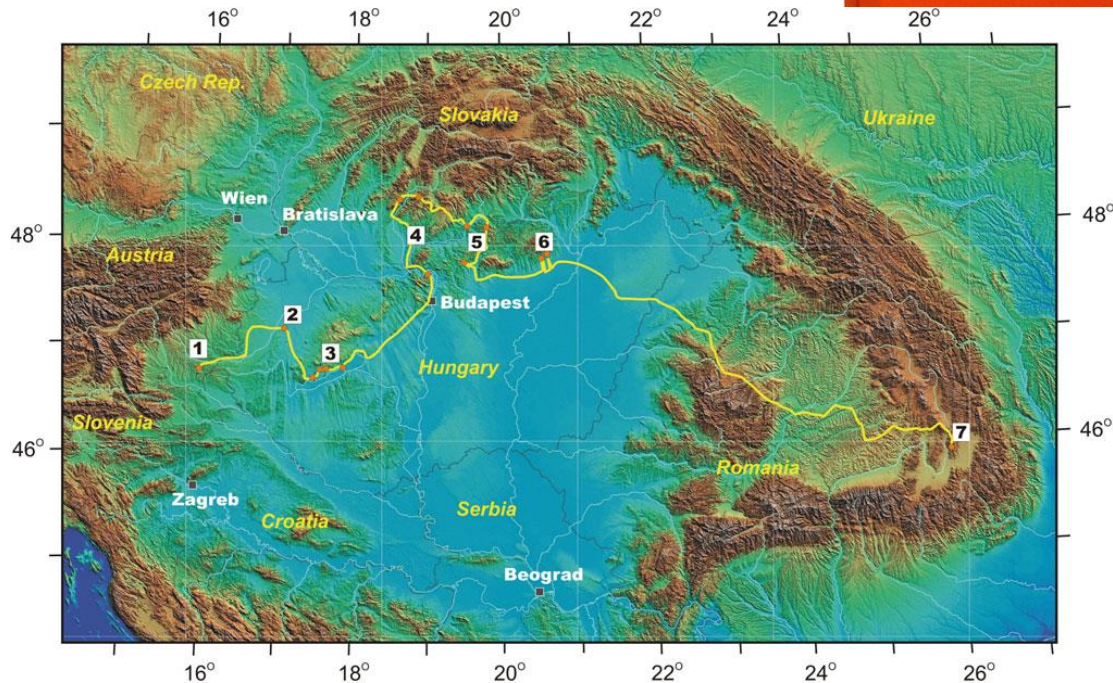 16° 18° 20° 22° 24° 26°
Czech Rep.
Slovakia
Ukraine
Wien
Bratislava
48° 48°
4
5
6
Austria
Budapest
2
1
3
Hungary
Slovenia
46° 46°
7
Romania
Zagreb
Croatia
Serbia
Beograd
16° 18° 20° 22° 24° 26°